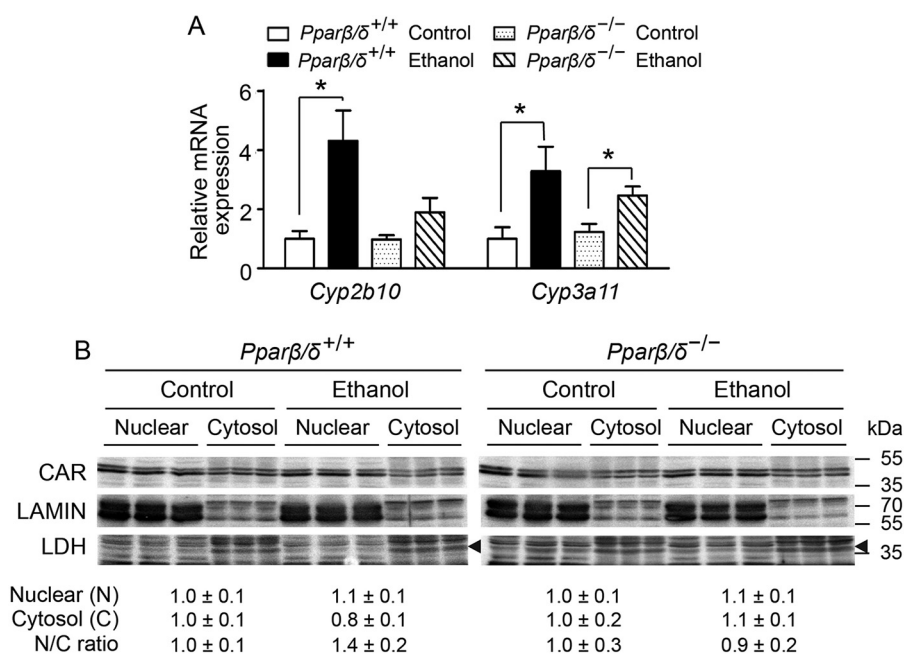 A
Pparβ/δ+/+ Control Pparβ/δ−/− Control
Pparβ/δ+/+ Ethanol Pparβ/δ−/− Ethanol
Relative mRNA
expression
6
4
2
0
* * *
Cyp2b10 Cyp3a11
B
Pparβ/δ+/+ Pparβ/δ−/−
Control Ethanol Control Ethanol
Nuclear Cytosol Nuclear Cytosol Nuclear Cytosol Nuclear Cytosol kDa
CAR 55
35
LAMIN 70
55
LDH 35
Nuclear (N) 1.0 ± 0.1 1.1 ± 0.1 1.0 ± 0.1 1.1 ± 0.1
Cytosol (C) 1.0 ± 0.1 0.8 ± 0.1 1.0 ± 0.2 1.1 ± 0.1
N/C ratio 1.0 ± 0.1 1.4 ± 0.2 1.0 ± 0.3 0.9 ± 0.2